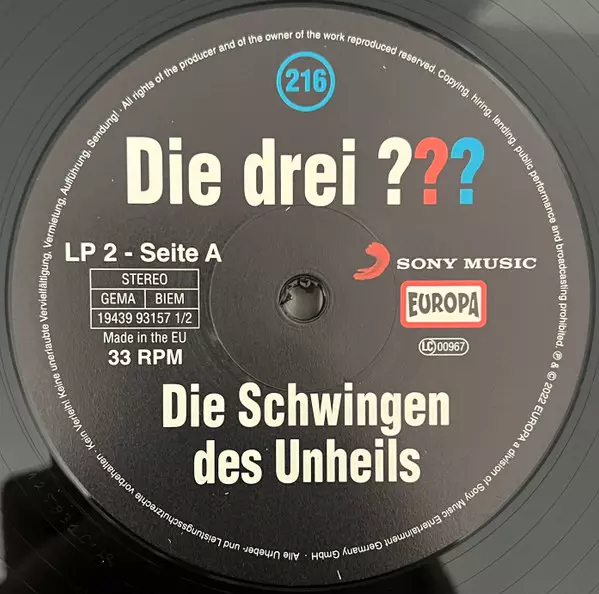 216
Die drei ???
LP 2 - Seite A
STEREO
GEMA BIEM
19439 93157 1/2
Made in the EU
33 RPM
SONY MUSIC
EUROPA
LC 00967
Die Schwingen
des Unheils
Kein Verleih! Keine unerlaubte Vervielfältigung, Vermietung, Aufführung, Sendung! · All rights of the producer and of the owner of the work reproduced reserved. Copying, hiring, lending, public performance and broadcasting prohibited. ℗ & © 2022 EUROPA a division of Sony Music Entertainment Germany GmbH · Alle Urheber- und Leistungsschutzrechte vorbehalten ·